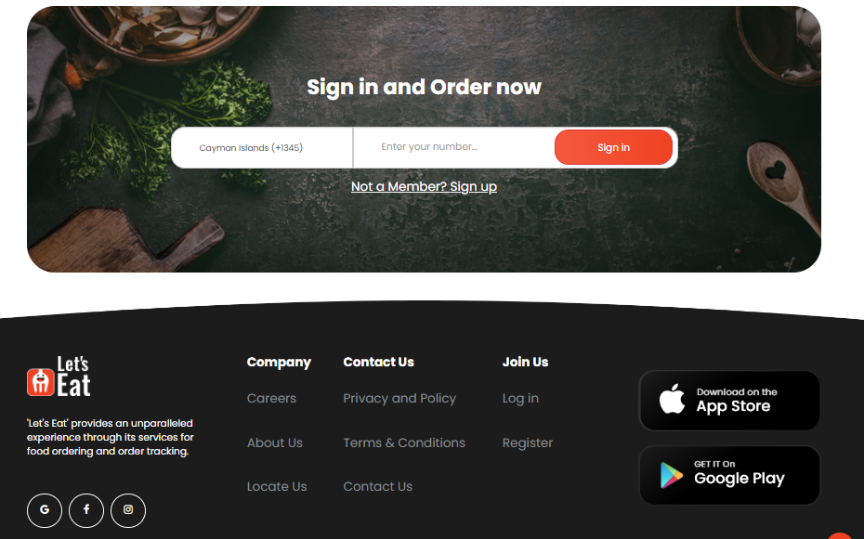 Sign in and Order now
Cayman Islands (+1345)
Enter your number...
Sign in
Not a Member? Sign up
Let's
Eat
'Let's Eat' provides an unparalleled
experience through its services for
food ordering and order tracking.
G
f
Company
Careers
About Us
Locate Us
Contact Us
Privacy and Policy
Terms & Conditions
Contact Us
Join Us
Log in
Register
Download on the
App Store
GET IT On
Google Play